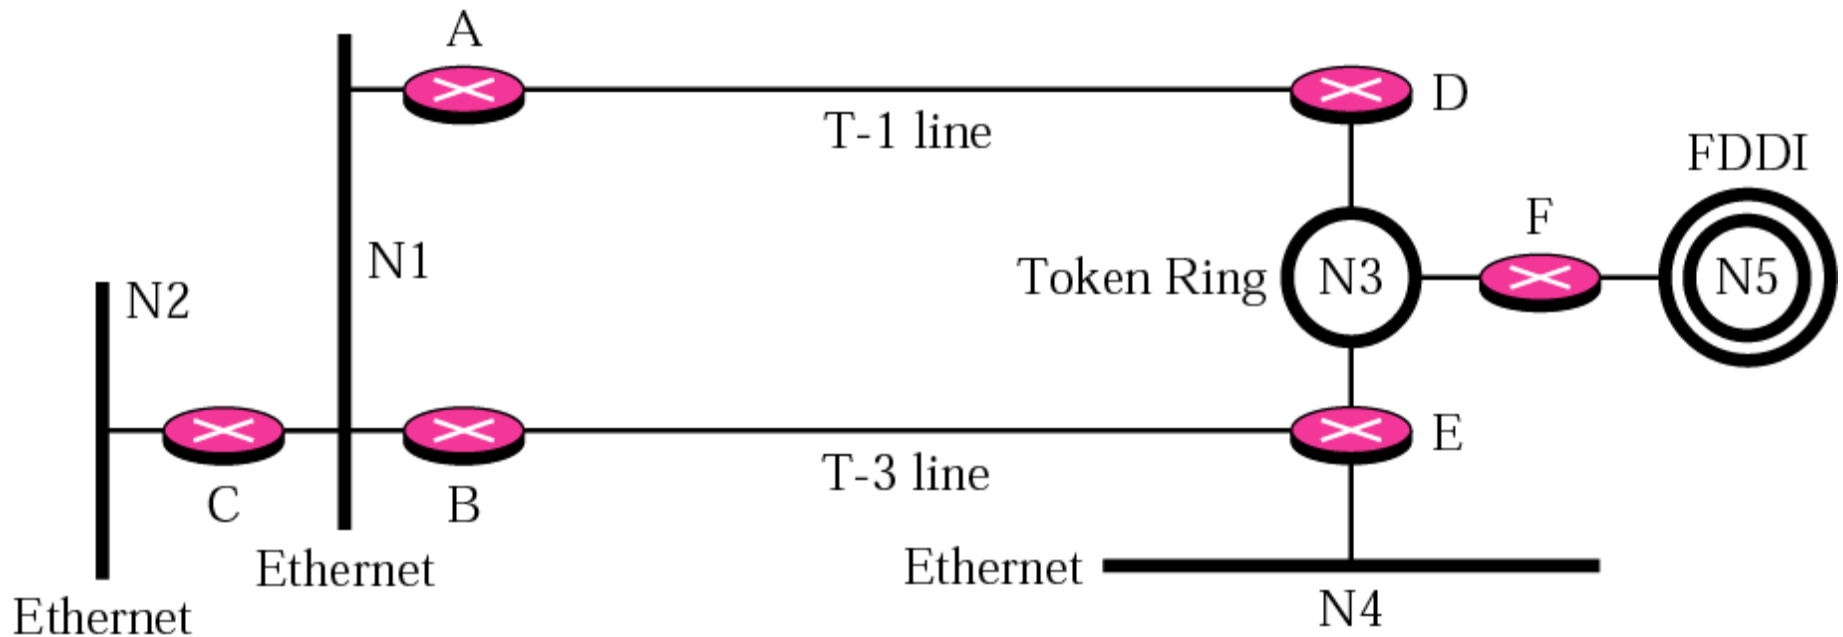 A
D
T-1 line
FDDI
F
N1
Token Ring
N3
N5
N2
E
T-3 line
C
B
Ethernet
Ethernet
Ethernet
N4